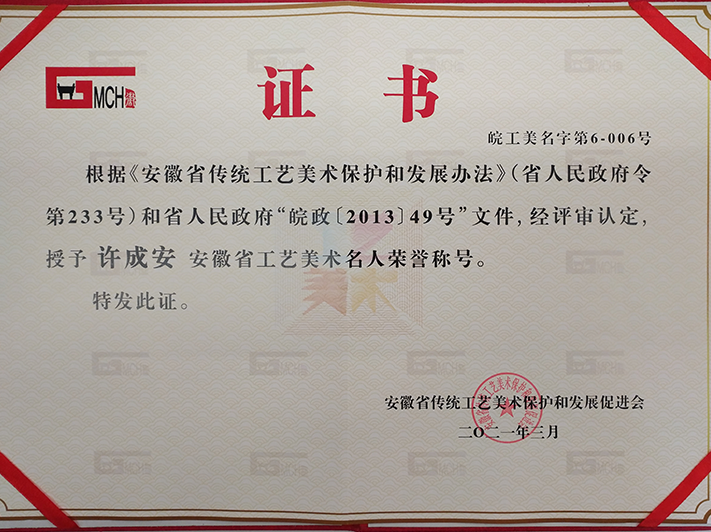 GMCH
证 书
皖工美名字第6-006号
根据《安徽省传统工艺美术保护和发展办法》（省人民政府令
第233号）和省人民政府“皖政〔2013〕49号”文件，经评审认定，
授予 许成安 安徽省工艺美术名人荣誉称号。
特发此证。
美术
安徽省传统工艺美术保护和发展促进会
二〇二一年三月